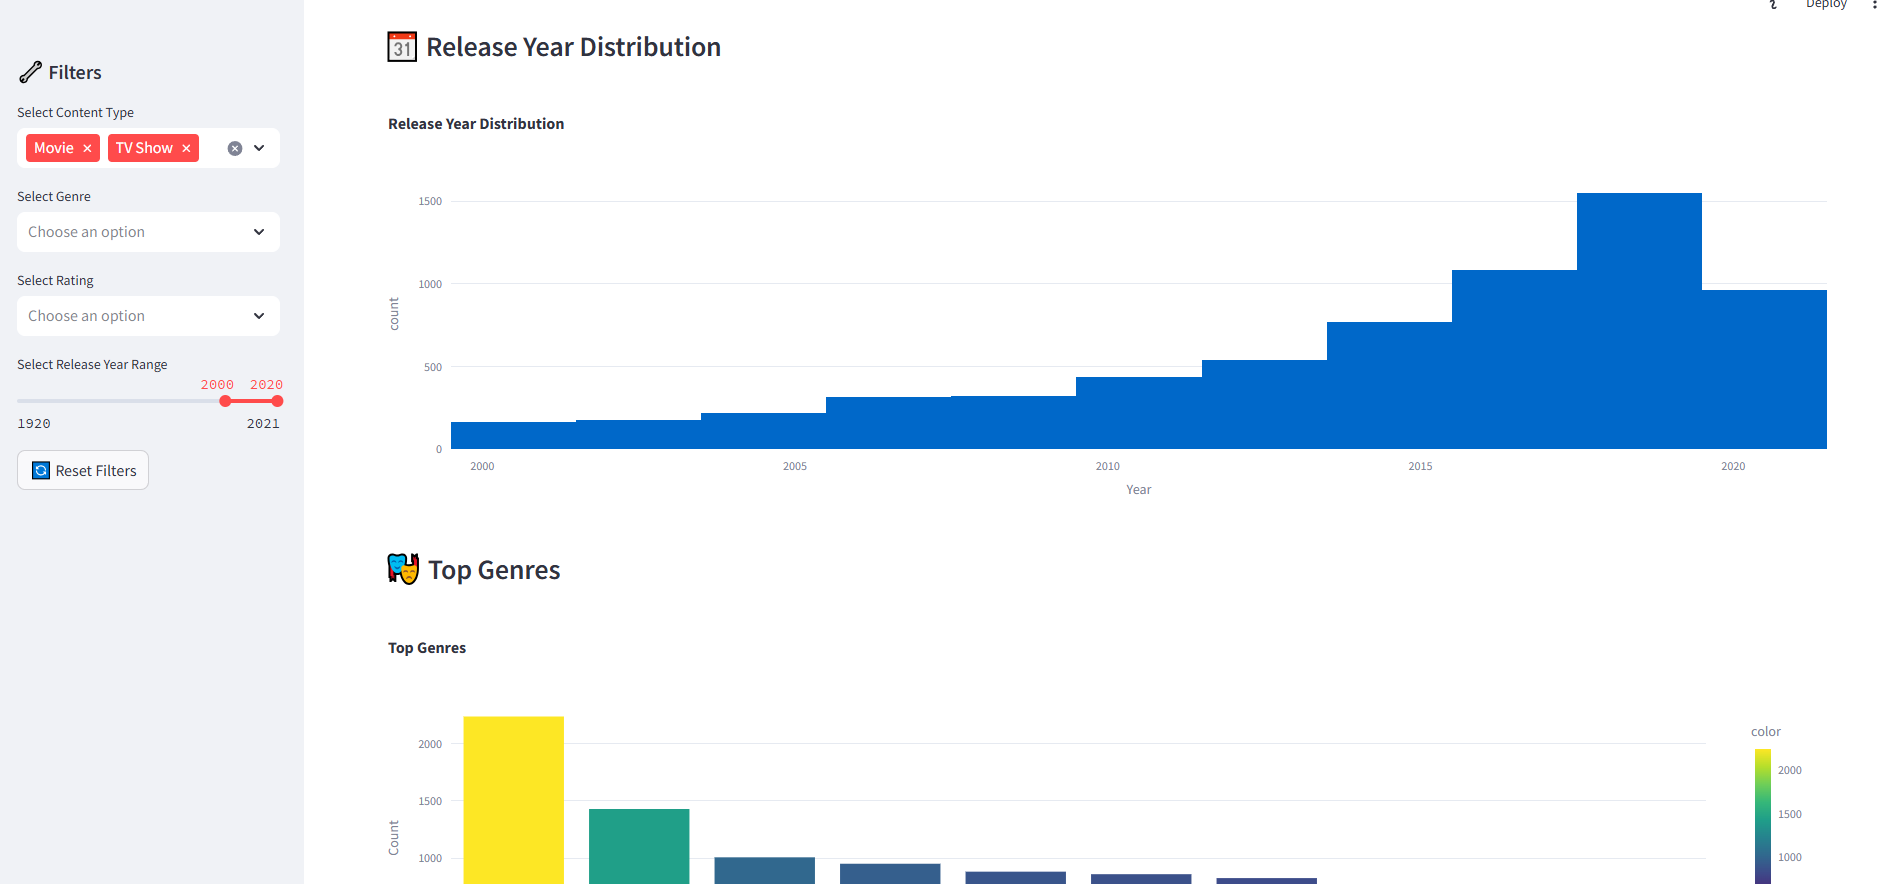 Deploy
Filters
Select Content Type
Movie × TV Show ×
Select Genre
Choose an option
Select Rating
Choose an option
Select Release Year Range
2000 2020
1920 2021
Reset Filters
31 Release Year Distribution
Release Year Distribution
1500
1000
500
0
count
2000 2005 2010 2015 2020
Year
Top Genres
Top Genres
2000
1500
1000
Count
color
2000
1500
1000